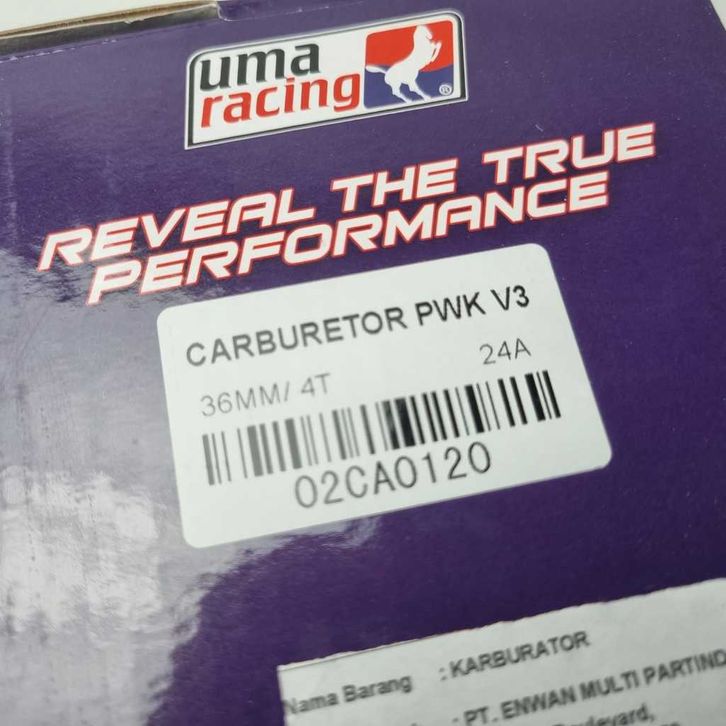 uma
racing
®
REVEAL THE TRUE
PERFORMANCE
CARBURETOR PWK V3
36MM/ 4T 24A
02CA0120
Nama Barang : KARBURATOR
: PT. ENWAN MULTI PARTIND